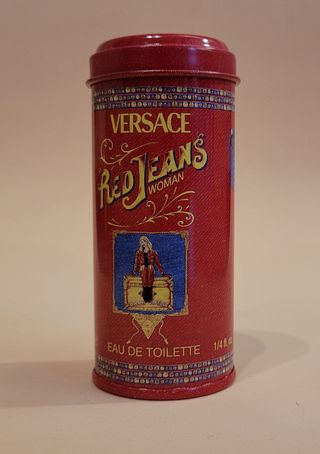 VERSACE
RED JEANS
WOMAN
EAU DE TOILETTE
1/4 fl. oz